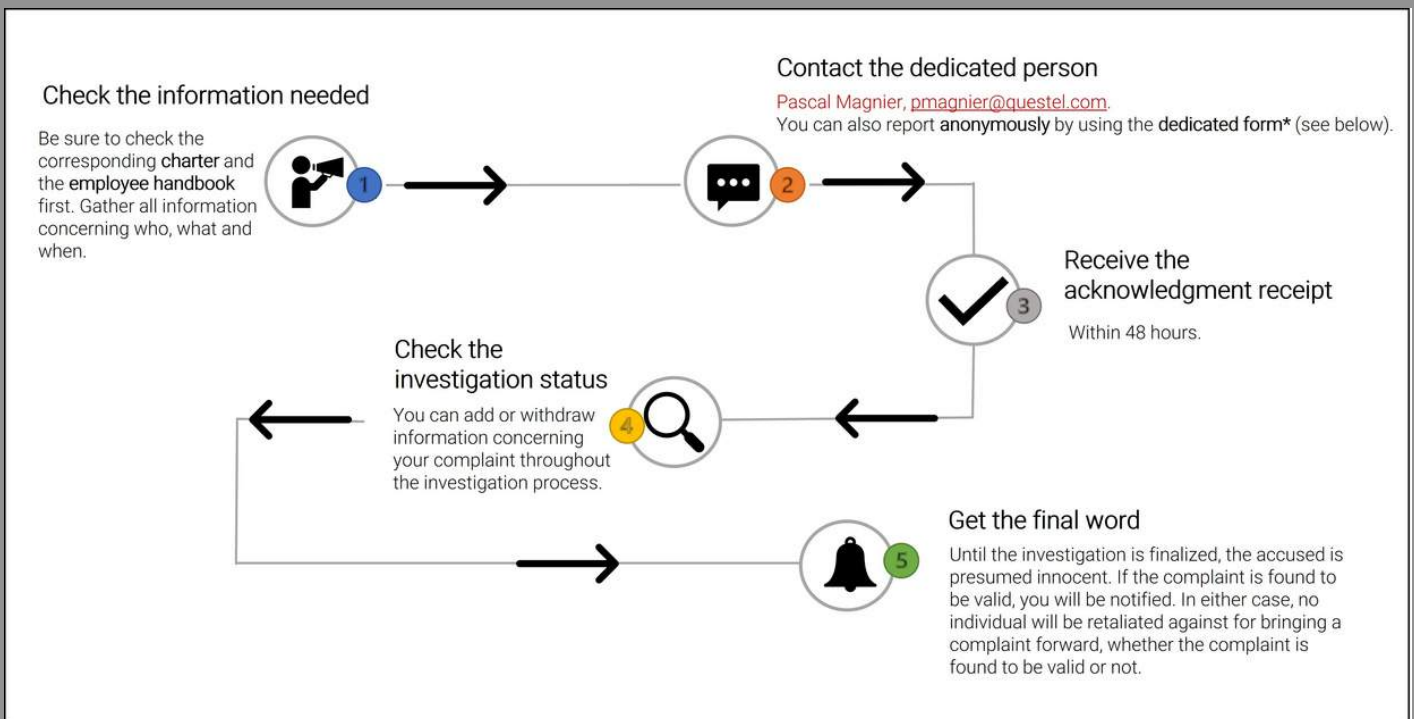 Check the information needed
Be sure to check the
corresponding charter and
the employee handbook
first. Gather all information
concerning who, what and
when.
1
Contact the dedicated person
Pascal Magnier, pmagnier@questel.com.
You can also report anonymously by using the dedicated form* (see below).
2
Receive the
acknowledgment receipt
Within 48 hours.
3
Check the
investigation status
You can add or withdraw
information concerning
your complaint throughout
the investigation process.
4
Get the final word
Until the investigation is finalized, the accused is
presumed innocent. If the complaint is found to
be valid, you will be notified. In either case, no
individual will be retaliated against for bringing a
complaint forward, whether the complaint is
found to be valid or not.
5